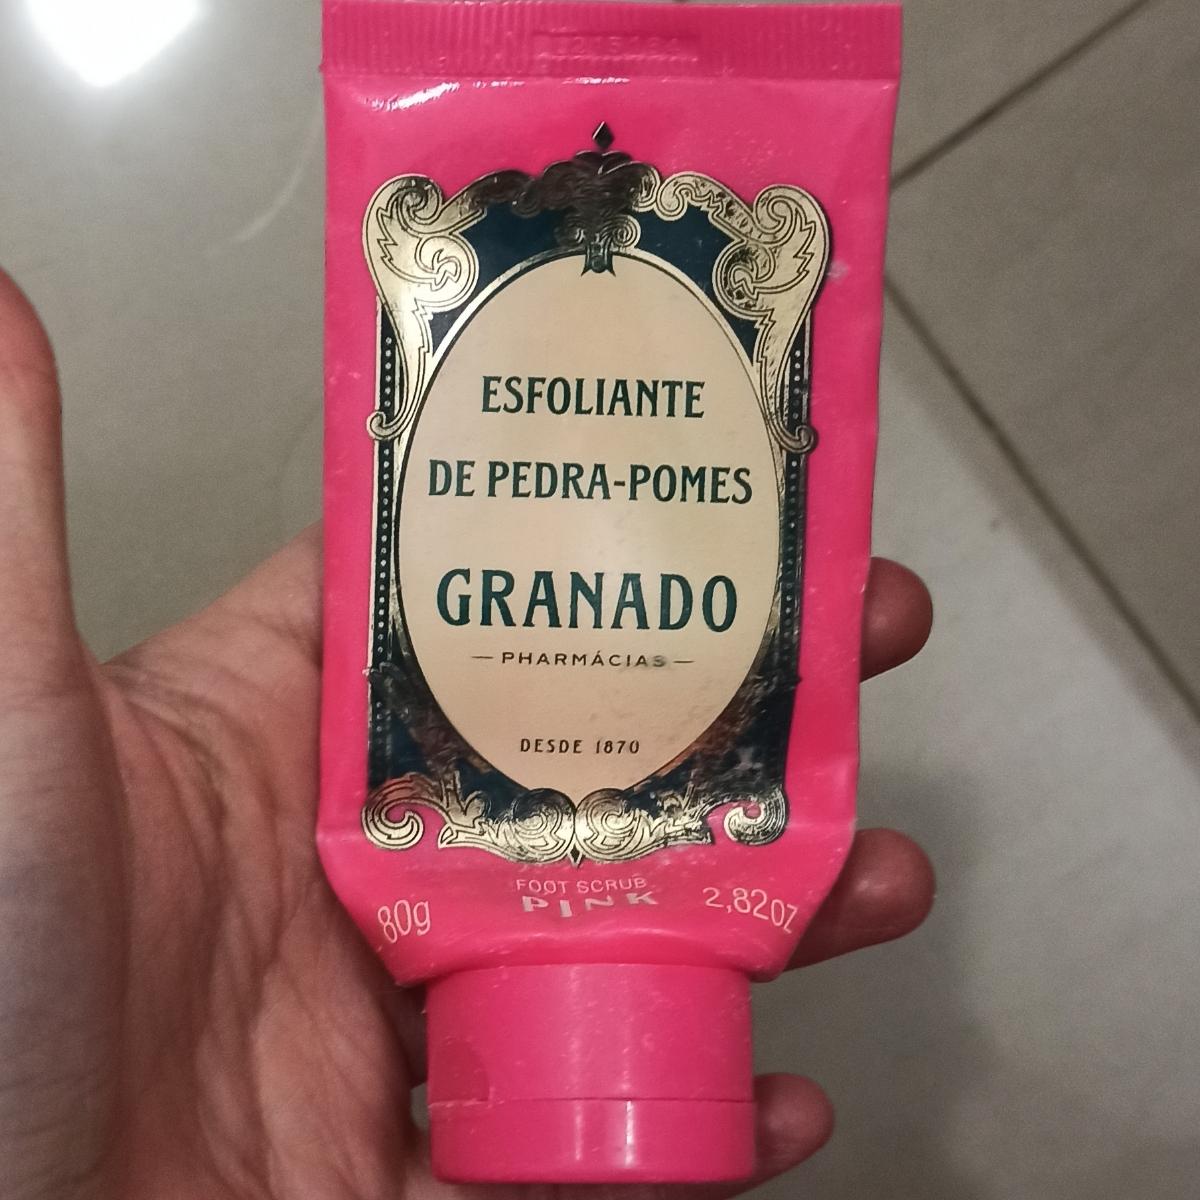 ESFOLIANTE
DE PEDRA-POMES
GRANADO
PHARMÁCIAS
DESDE 1870
FOOT SCRUB
PINK
80g 2,82OZ